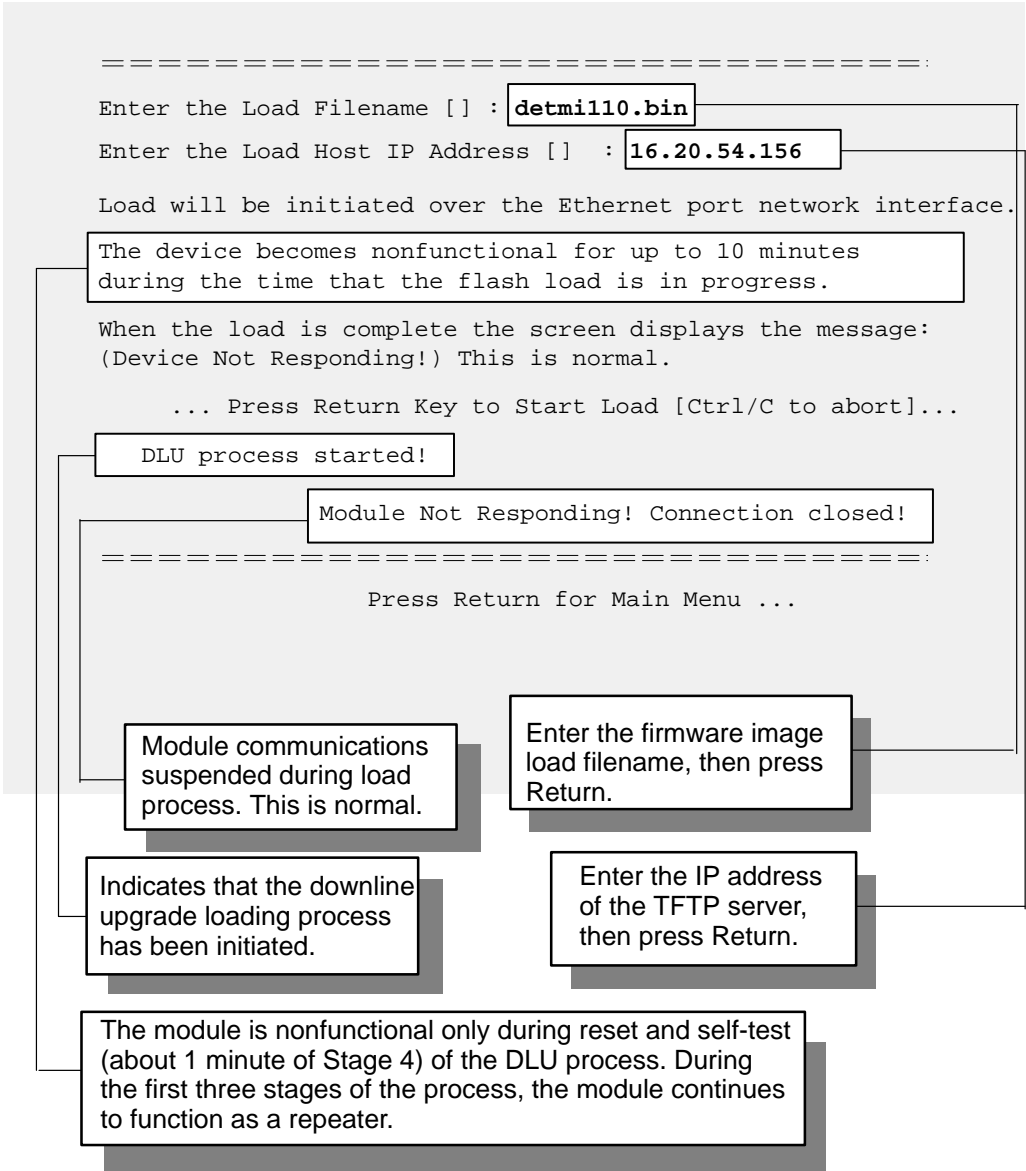 ==============================
Enter the Load Filename [] : detmi110.bin
Enter the Load Host IP Address [] : 16.20.54.156
Load will be initiated over the Ethernet port network interface.
The device becomes nonfunctional for up to 10 minutes
during the time that the flash load is in progress.
When the load is complete the screen displays the message:
(Device Not Responding!) This is normal.
... Press Return Key to Start Load [Ctrl/C to abort]...
DLU process started!
Module Not Responding! Connection closed!
==============================
Press Return for Main Menu ...
Module communications
suspended during load
process. This is normal.
Enter the firmware image
load filename, then press
Return.
Indicates that the downline
upgrade loading process
has been initiated.
Enter the IP address
of the TFTP server,
then press Return.
The module is nonfunctional only during reset and self-test
(about 1 minute of Stage 4) of the DLU process. During
the first three stages of the process, the module continues
to function as a repeater.